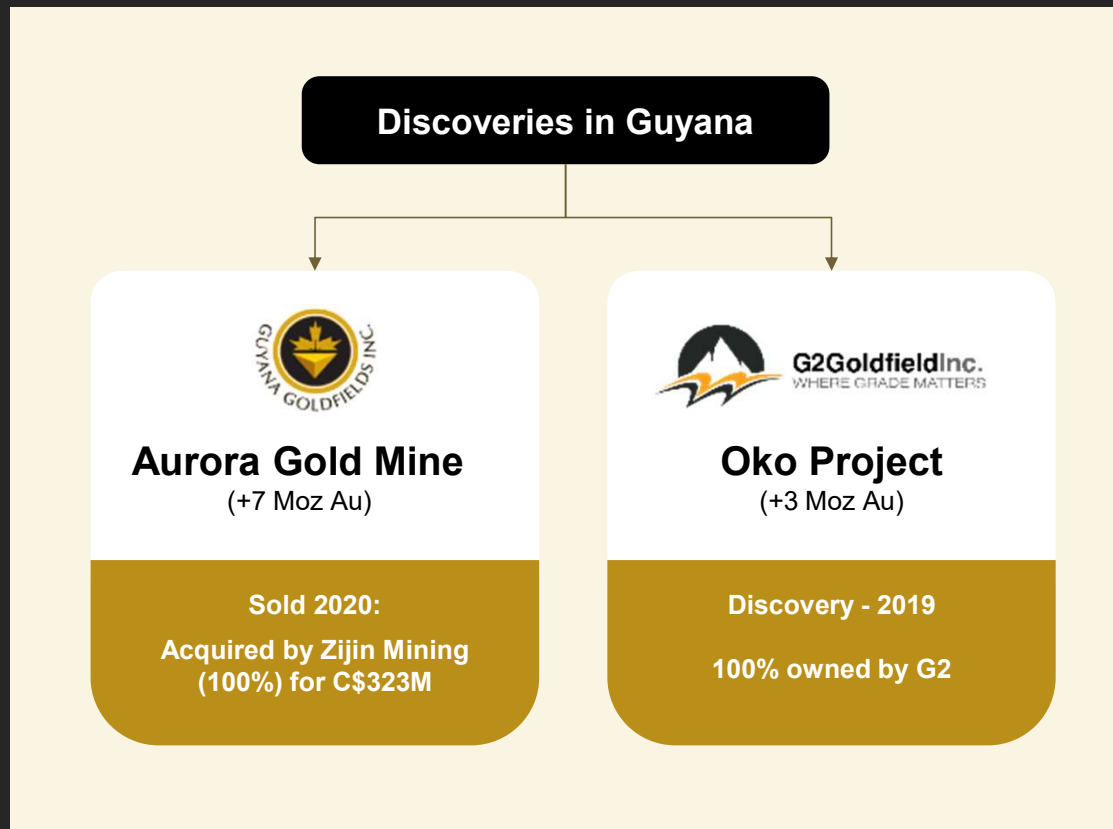 Discoveries in Guyana
GUYANA GOLDFIELDS INC.
Aurora Gold Mine
(+7 Moz Au)
Sold 2020:
Acquired by Zijin Mining
(100%) for C$323M
G2GoldfieldInc.
WHERE GRADE MATTERS
Oko Project
(+3 Moz Au)
Discovery - 2019
100% owned by G2